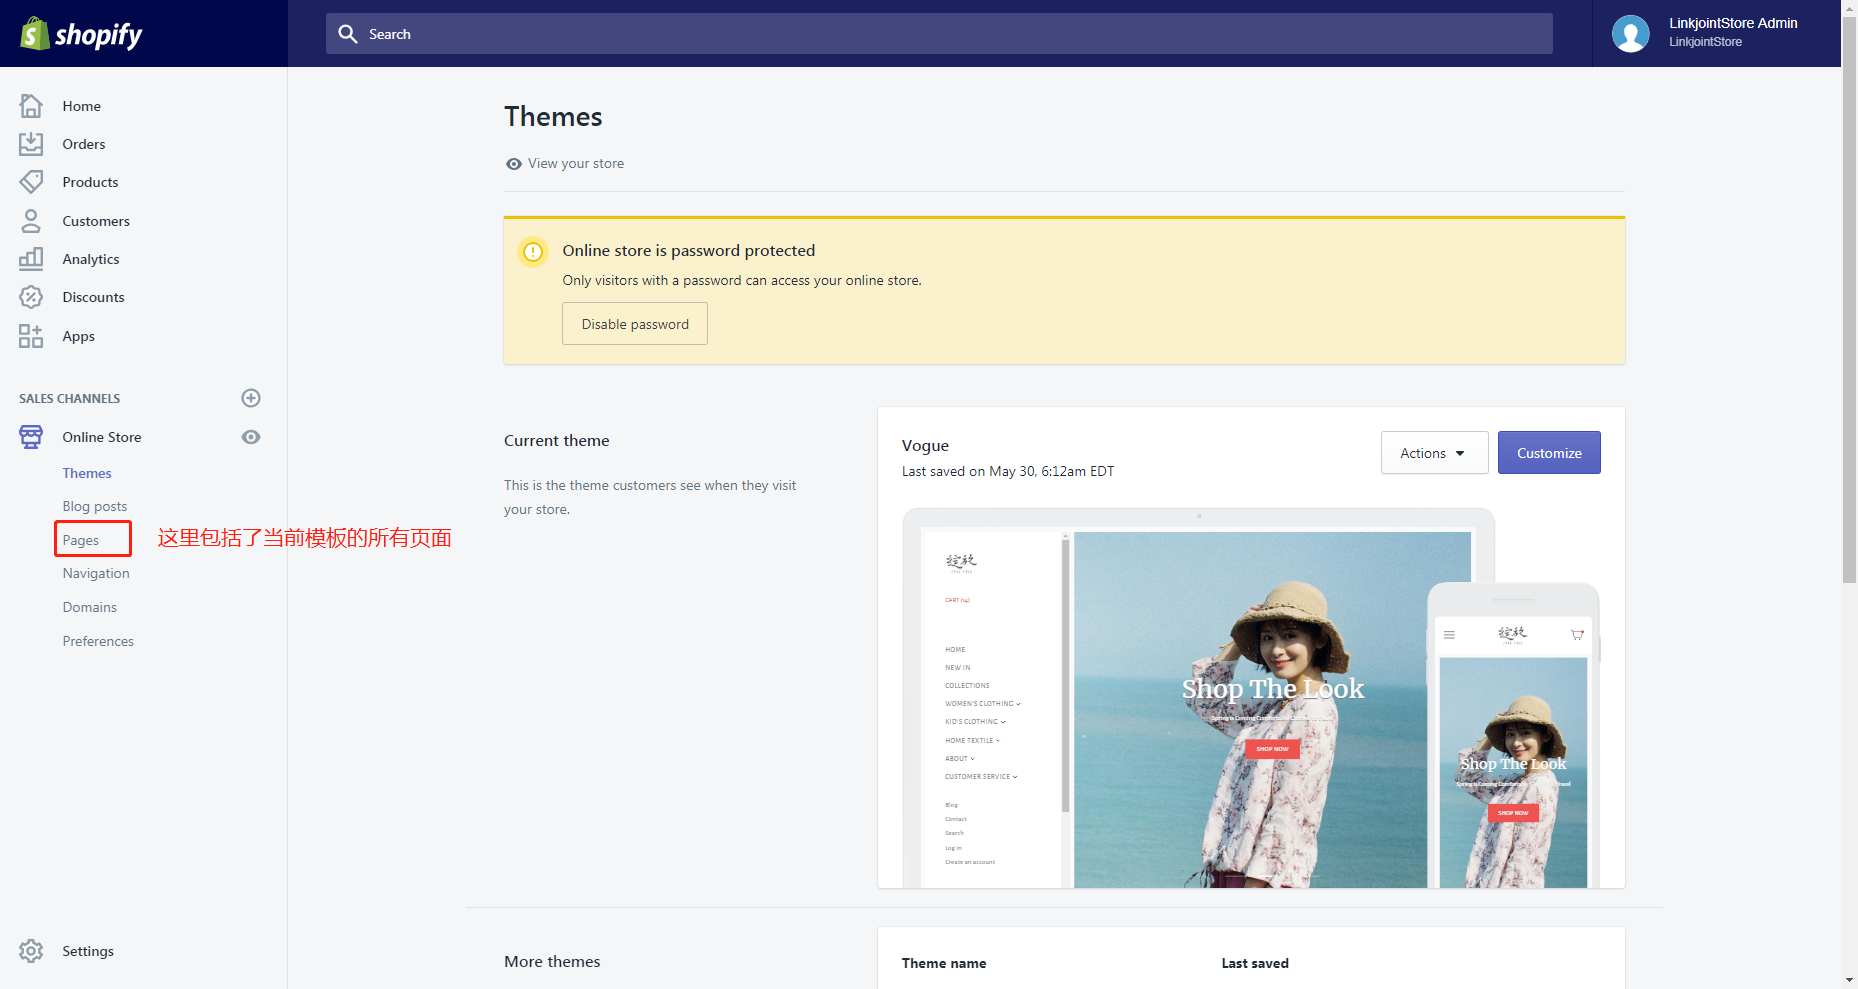 shopify
Search
LinkjointStore Admin
LinkjointStore
Home
Orders
Products
Customers
Analytics
Discounts
Apps
SALES CHANNELS
Online Store
Themes
Blog posts
Pages
这里包括了当前模板的所有页面
Navigation
Domains
Preferences
Settings
Themes
View your store
Online store is password protected
Only visitors with a password can access your online store.
Disable password
Current theme
This is the theme customers see when they visit
your store.
Vogue
Last saved on May 30, 6:12am EDT
Actions
Customize
绽放
CART (14)
HOME
NEW IN
COLLECTIONS
WOMEN'S CLOTHING
KID'S CLOTHING
HOME TEXTILE
ABOUT
CUSTOMER SERVICE
Blog
Contact
Search
Log in
Create an account
Shop The Look
SHOP NOW
绽放
Shop The Look
SHOP NOW
More themes
Theme name
Last saved